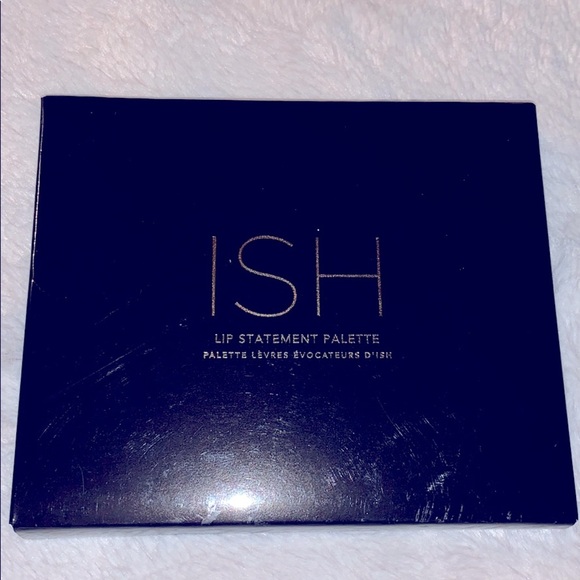 ISH
LIP STATEMENT PALETTE
PALETTE LÈVRES ÉVOCATEURS D'ISH